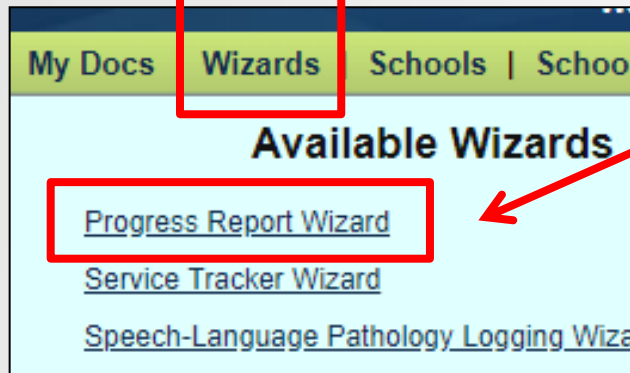 My Docs Wizards | Schools |
Available Wizards
Progress Report Wizard
Service Tracker Wizard
Speech-Language Pathology Logging